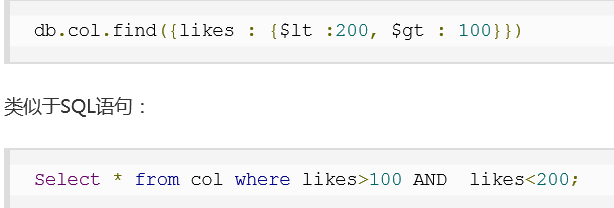 db.col.find({likes : {$lt :200, $gt : 100}})
类似于SQL语句：
Select * from col where likes>100 AND  likes<200;